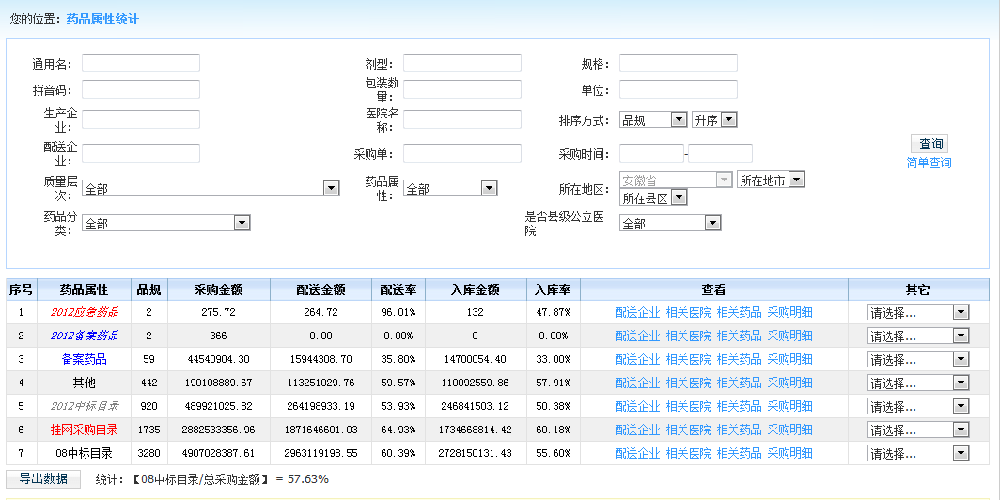 您的位置：药品属性统计
通用名： 剂型： 规格：
拼音码： 包装数量： 单位：
生产企业： 医院名称： 排序方式： 品规 升序
配送企业： 采购单： 采购时间： -
查询
简单查询
质量层次： 全部 药品属性： 全部 所在地区： 安徽省 所在地市
所在县区
药品分类： 全部 是否县级公立医院 全部
序号 药品属性 品规 采购金额 配送金额 配送率 入库金额 入库率 查看 其它
1 2012应急药品 2 275.72 264.72 96.01% 132 47.87% 配送企业 相关医院 相关药品 采购明细 请选择...
2 2012备案药品 2 366 0.00 0.00% 0 0.00% 配送企业 相关医院 相关药品 采购明细 请选择...
3 备案药品 59 44540904.30 15944308.70 35.80% 14700054.40 33.00% 配送企业 相关医院 相关药品 采购明细 请选择...
4 其他 442 190108889.67 113251029.76 59.57% 110092559.86 57.91% 配送企业 相关医院 相关药品 采购明细 请选择...
5 2012中标目录 920 489921025.82 264198933.19 53.93% 246841503.12 50.38% 配送企业 相关医院 相关药品 采购明细 请选择...
6 挂网采购目录 1735 2882533356.96 1871646601.03 64.93% 1734668814.42 60.18% 配送企业 相关医院 相关药品 采购明细 请选择...
7 08中标目录 3280 4907028387.61 2963119198.55 60.39% 2728150131.43 55.60% 配送企业 相关医院 相关药品 采购明细 请选择...
导出数据 统计：【08中标目录/总采购金额】 = 57.63%